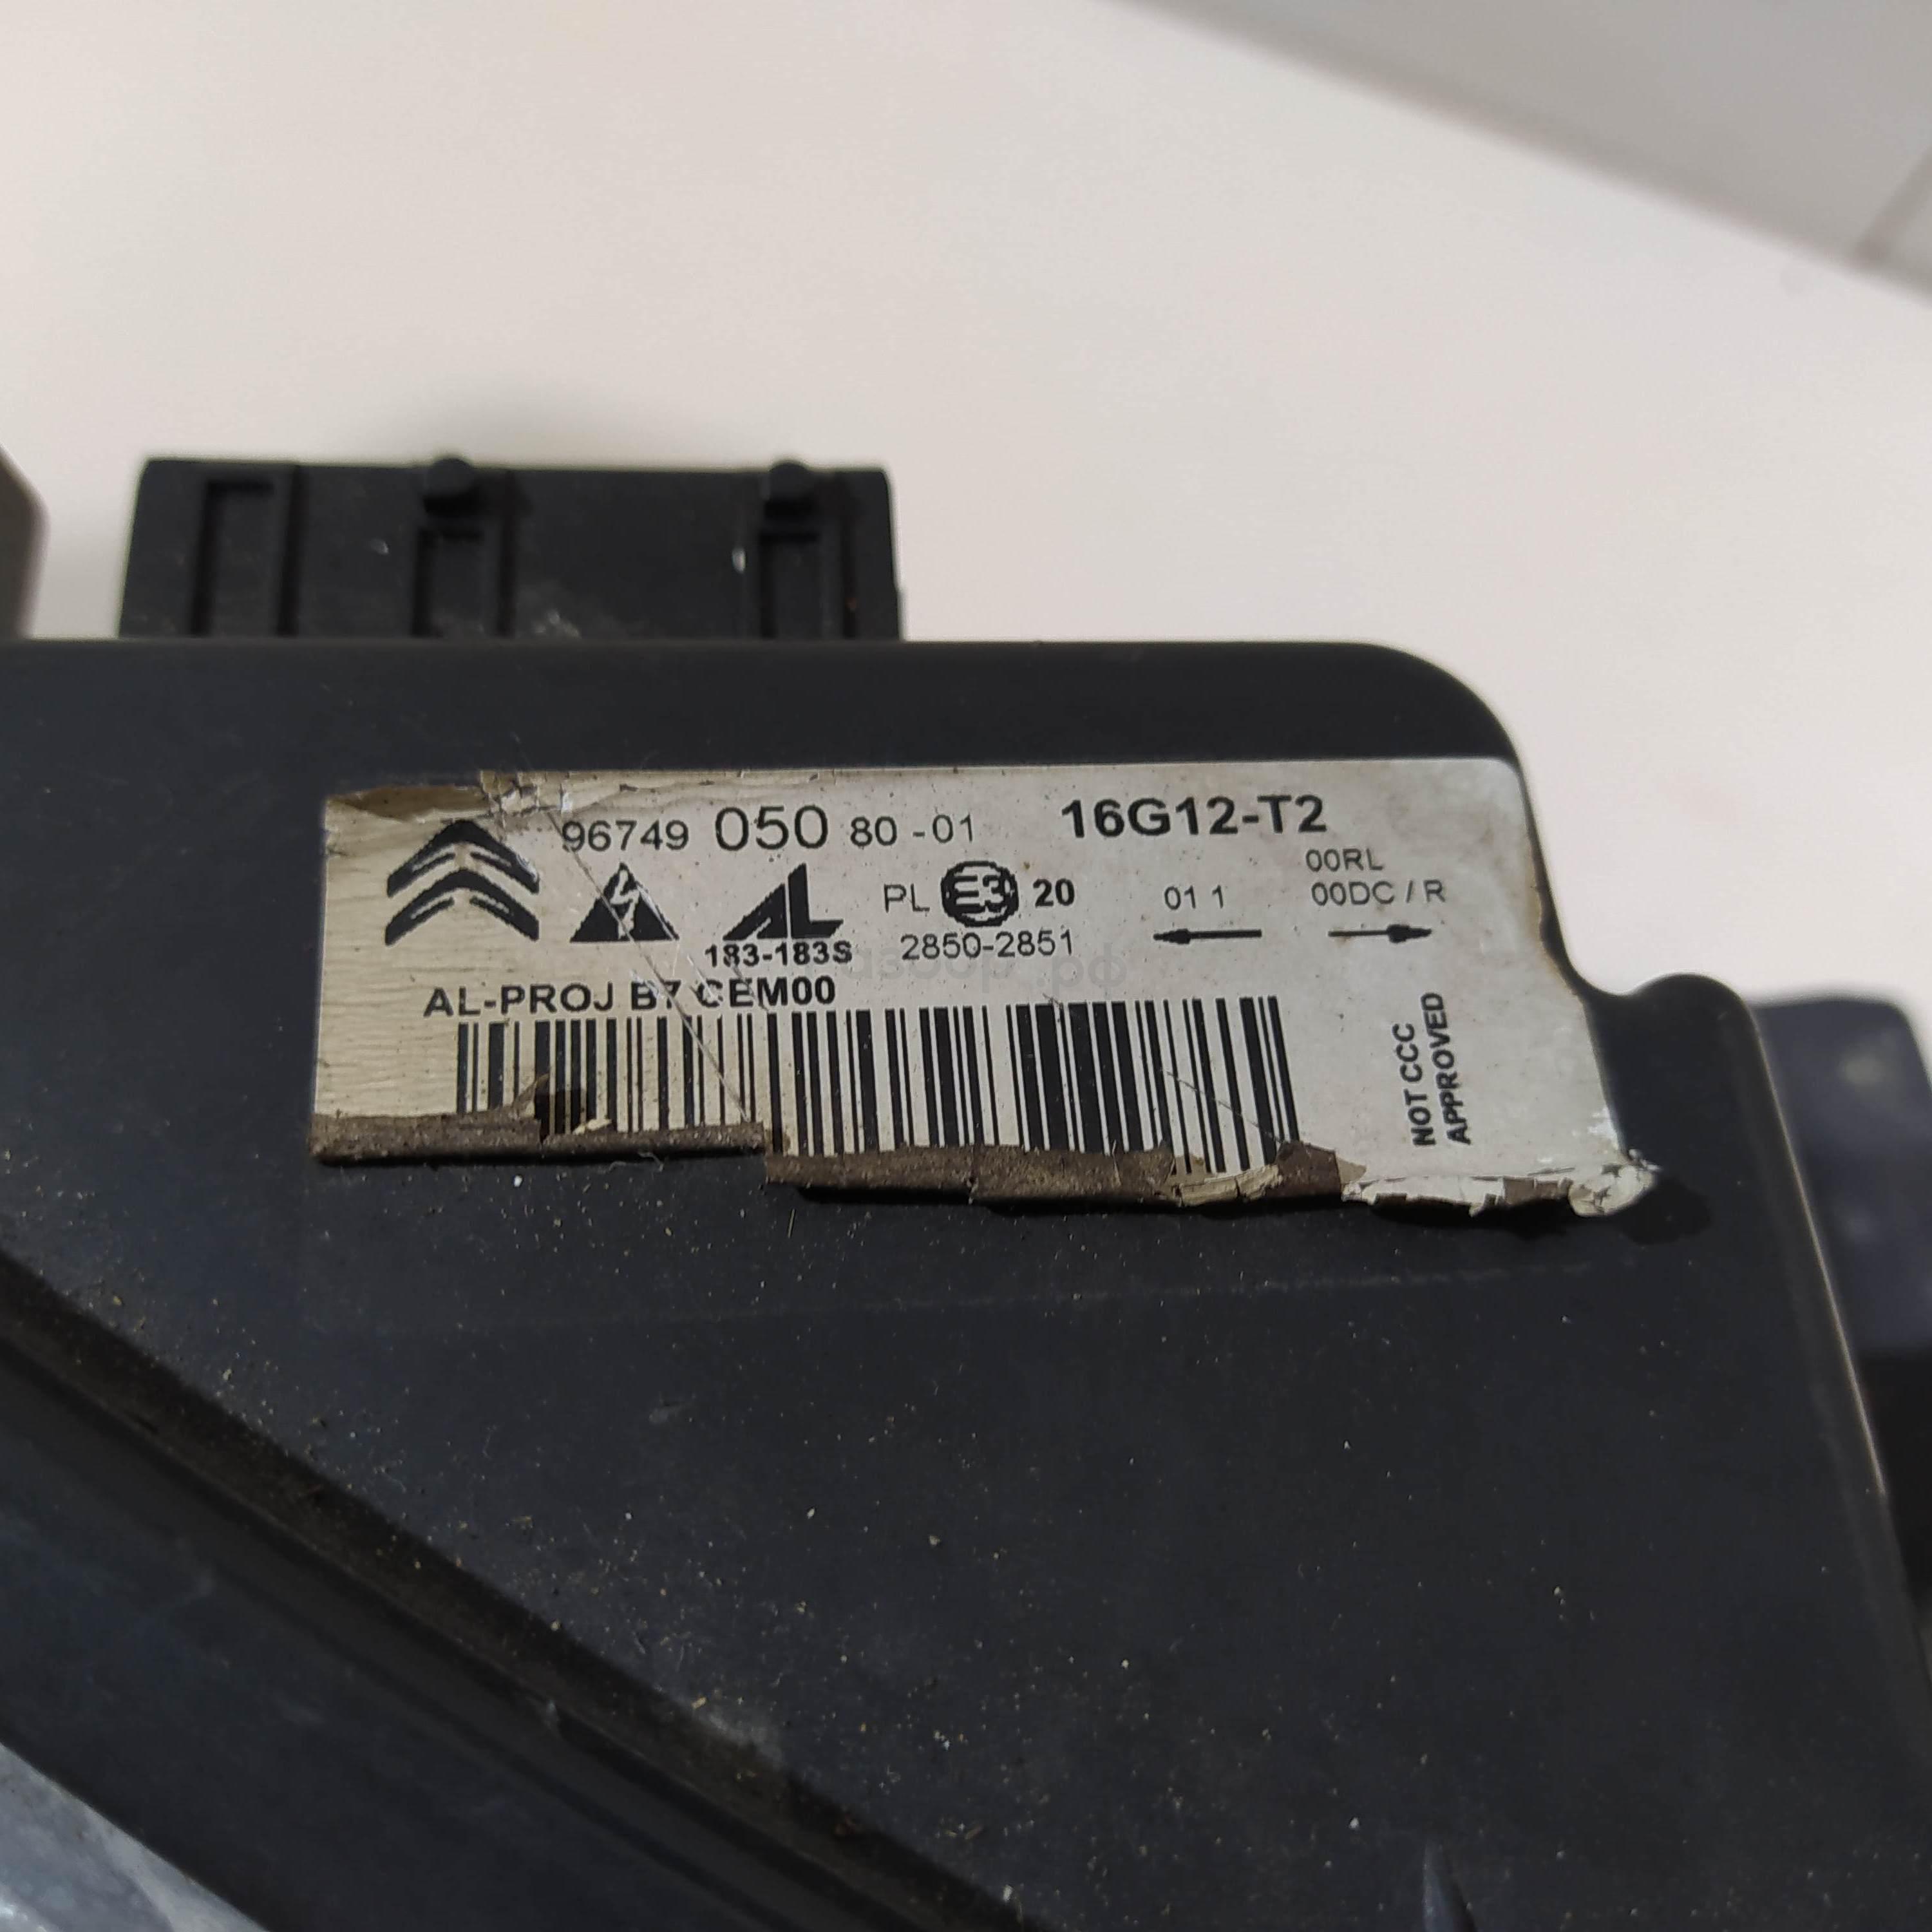 96749 050 80-01 16G12-T2
00RL
PL E3 20 01 1 00DC / R
183-183S 2850-2851
AL-PROJ B7 CEM00
NOT CCC
APPROVED